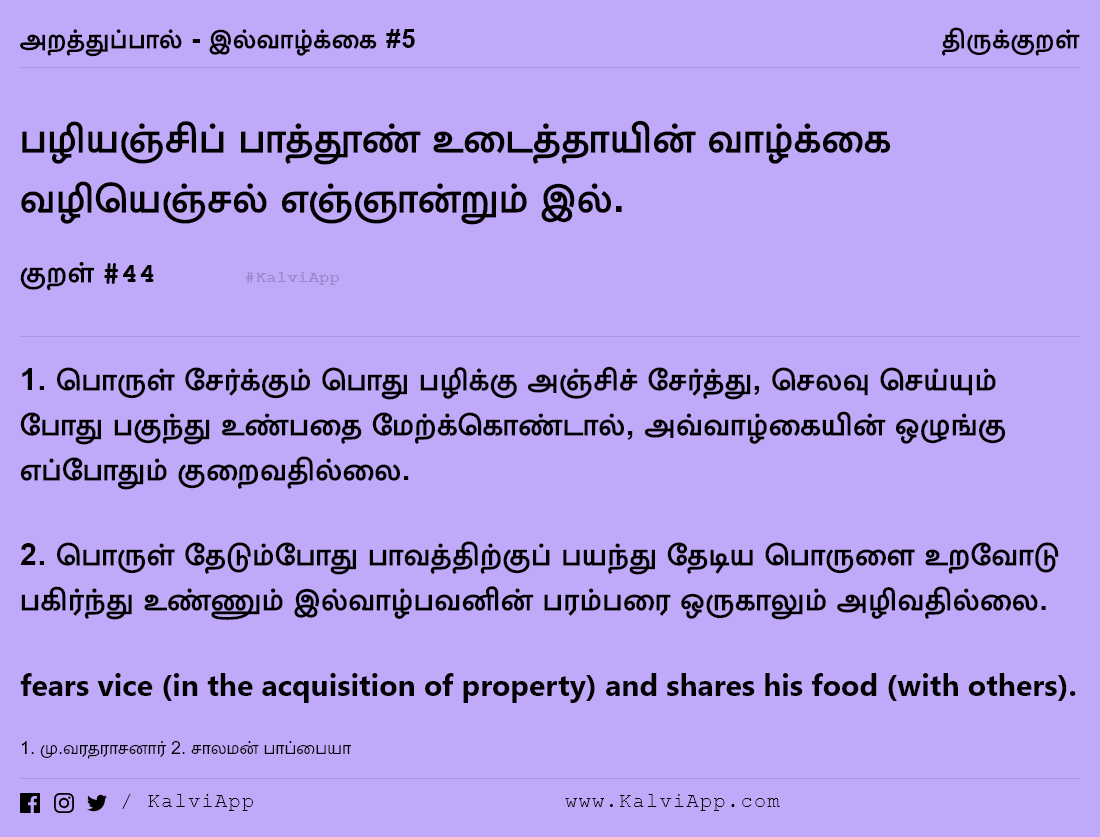 அறத்துப்பால் - இல்வாழ்க்கை #5 திருக்குறள்
பழியஞ்சிப் பாத்தூண் உடைத்தாயின் வாழ்க்கை
வழியெஞ்சல் எஞ்ஞான்றும் இல்.
குறள் #44 #KalviApp
1. பொருள் சேர்க்கும் பொது பழிக்கு அஞ்சிச் சேர்த்து, செலவு செய்யும்
போது பகுந்து உண்பதை மேற்க்கொண்டால், அவ்வாழ்கையின் ஒழுங்கு
எப்போதும் குறைவதில்லை.
2. பொருள் தேடும்போது பாவத்திற்குப் பயந்து தேடிய பொருளை உறவோடு
பகிர்ந்து உண்ணும் இல்வாழ்பவனின் பரம்பரை ஒருகாலும் அழிவதில்லை.
fears vice (in the acquisition of property) and shares his food (with others).
1. மு.வரதராசனார் 2. சாலமன் பாப்பையா
/ KalviApp www.KalviApp.com